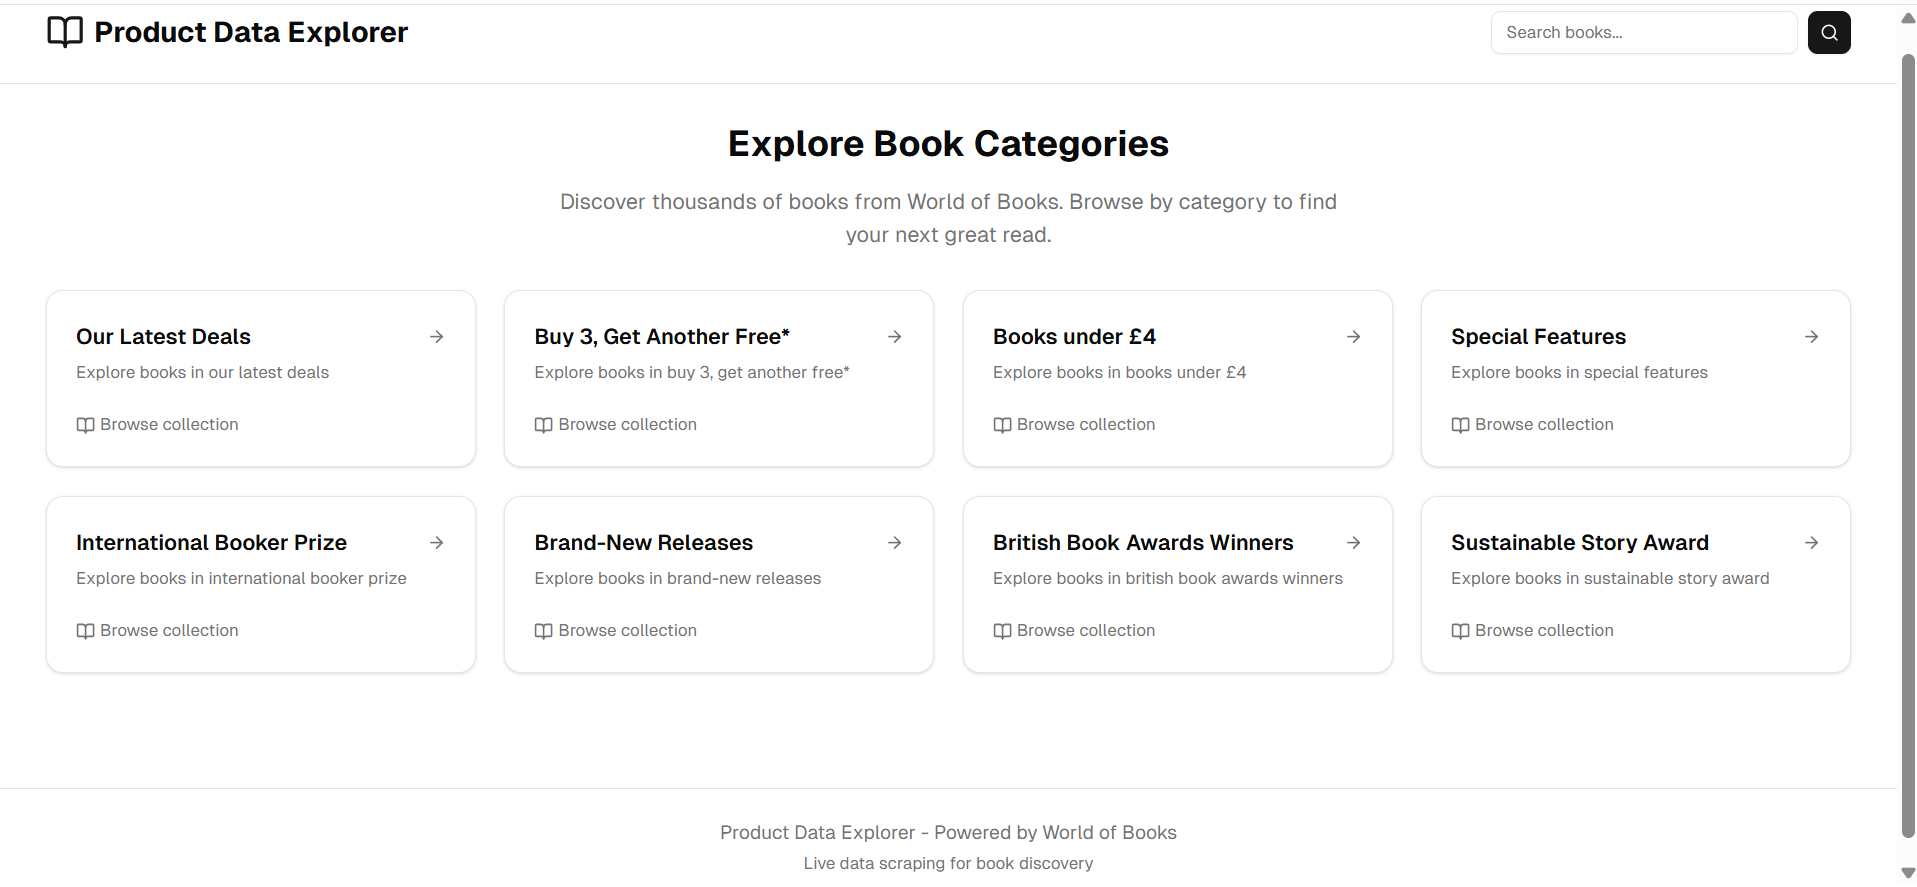 Product Data Explorer
Search books...
Explore Book Categories
Discover thousands of books from World of Books. Browse by category to find
your next great read.
Our Latest Deals
Explore books in our latest deals
Browse collection
Buy 3, Get Another Free*
Explore books in buy 3, get another free*
Browse collection
Books under £4
Explore books in books under £4
Browse collection
Special Features
Explore books in special features
Browse collection
International Booker Prize
Explore books in international booker prize
Browse collection
Brand-New Releases
Explore books in brand-new releases
Browse collection
British Book Awards Winners
Explore books in british book awards winners
Browse collection
Sustainable Story Award
Explore books in sustainable story award
Browse collection
Product Data Explorer - Powered by World of Books
Live data scraping for book discovery